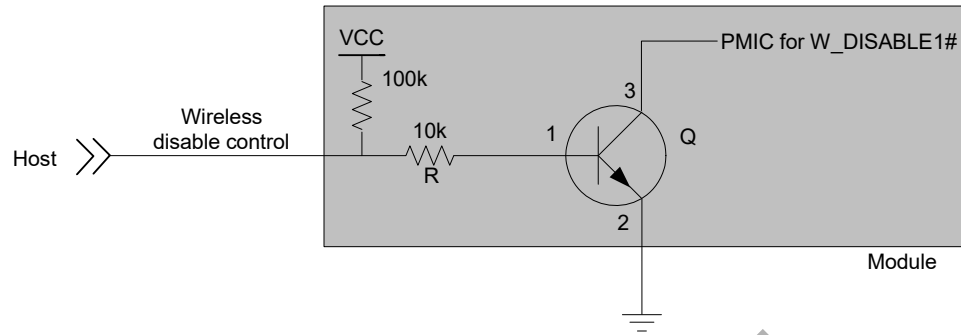 VCC
PMIC for W_DISABLE1#
100k
Wireless
disable control
3
10k
1
Q
Host
R
2
Module